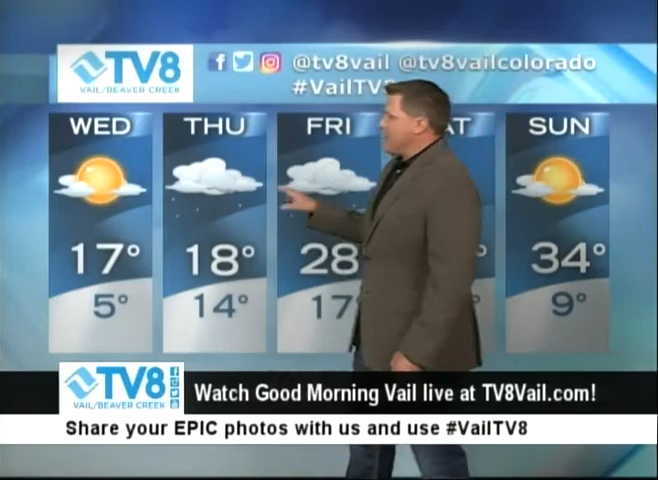 TV8
VAIL/BEAVER CREEK
@tv8vail @tv8vailcolorado
#VailTV8
WED
THU
FRI
SUN
17°
18°
28
34°
5°
14°
17
9°
TV8
VAIL/BEAVER CREEK
Watch Good Morning Vail live at TV8Vail.com!
Share your EPIC photos with us and use #VailTV8